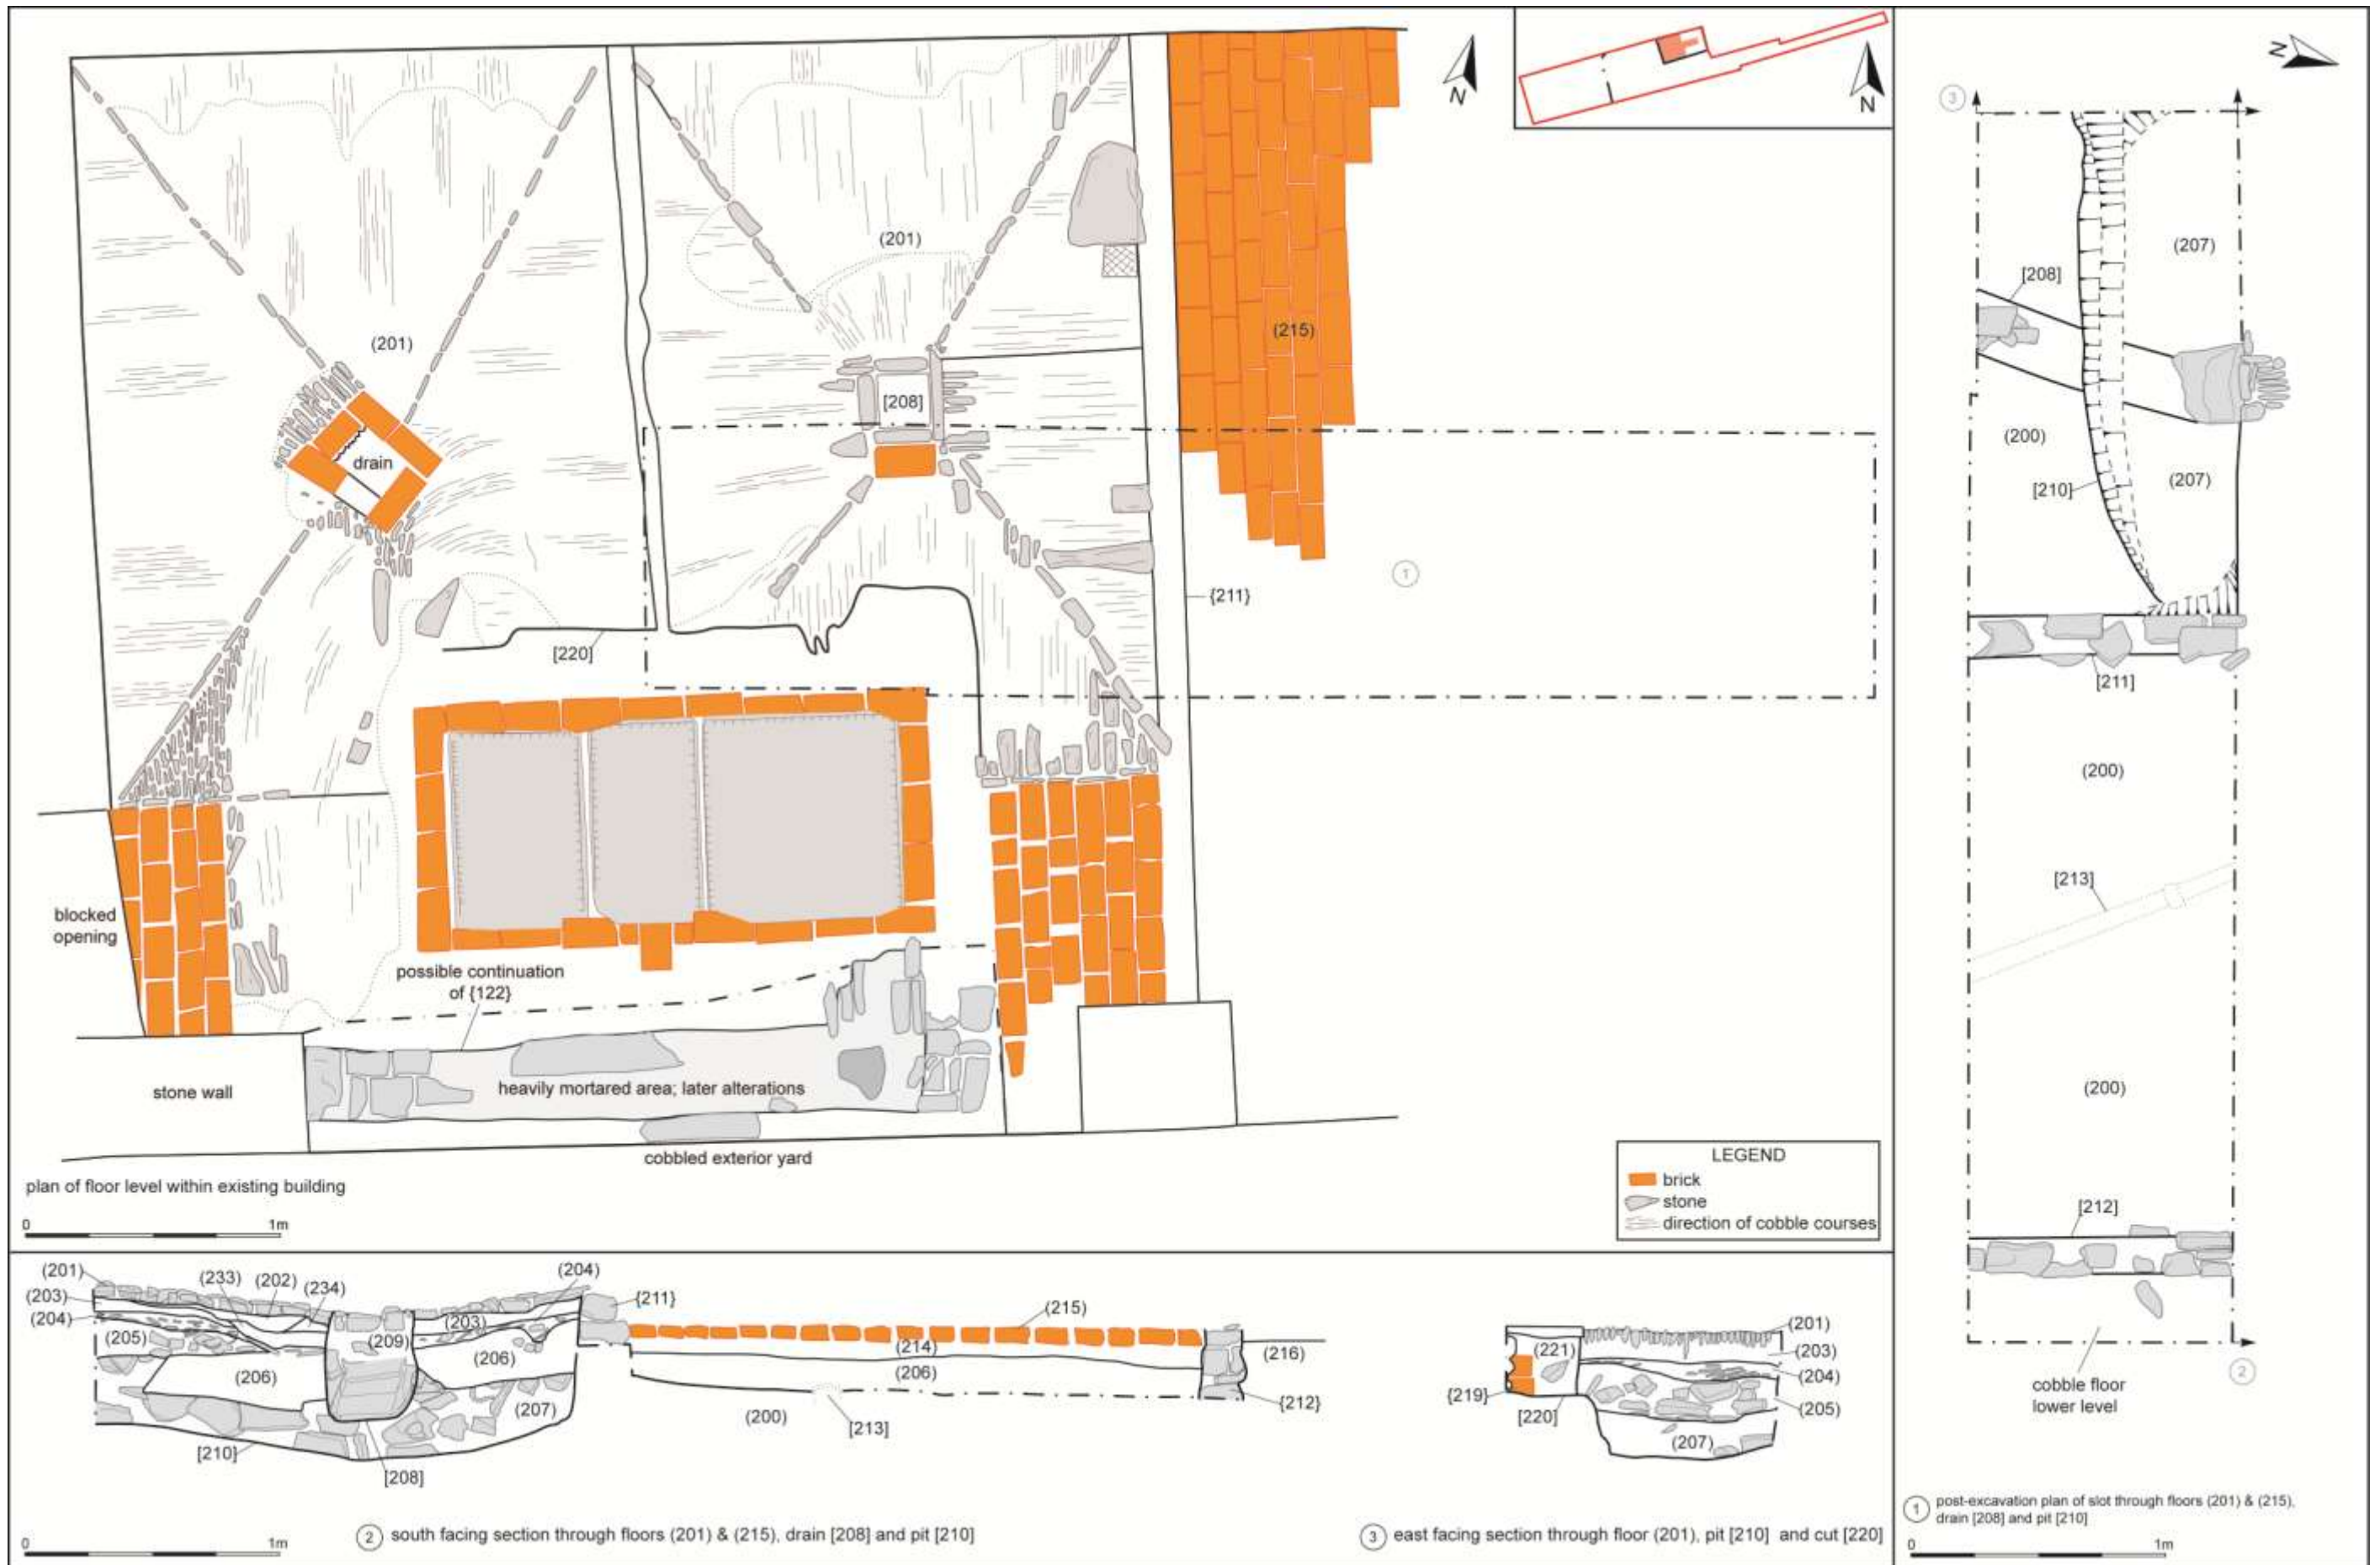 N
N
(201)
(201)
[208]
drain
(215)
1
{211}
[220]
blocked
opening
possible continuation
of {122}
stone wall
heavily mortared area; later alterations
cobbled exterior yard
plan of floor level within existing building
0 1m
LEGEND
brick
stone
direction of cobble courses
(201)
(203)
(204)
(205)
(233)
(202)
(234)
(204)
{211}
(203)
(209)
(206)
(206)
(207)
[210]
[208]
(215)
(214)
(206)
(200)
[213]
(216)
{212}
0 1m
2 south facing section through floors (201) & (215), drain [208] and pit [210]
(221)
{219}
[220]
(201)
(203)
(204)
(205)
(207)
3 east facing section through floor (201), pit [210] and cut [220]
N
3
(207)
[208]
(200)
[210]
(207)
[211]
(200)
[213]
(200)
[212]
2
cobble floor
lower level
1 post-excavation plan of slot through floors (201) & (215),
drain [208] and pit [210]
0 1m